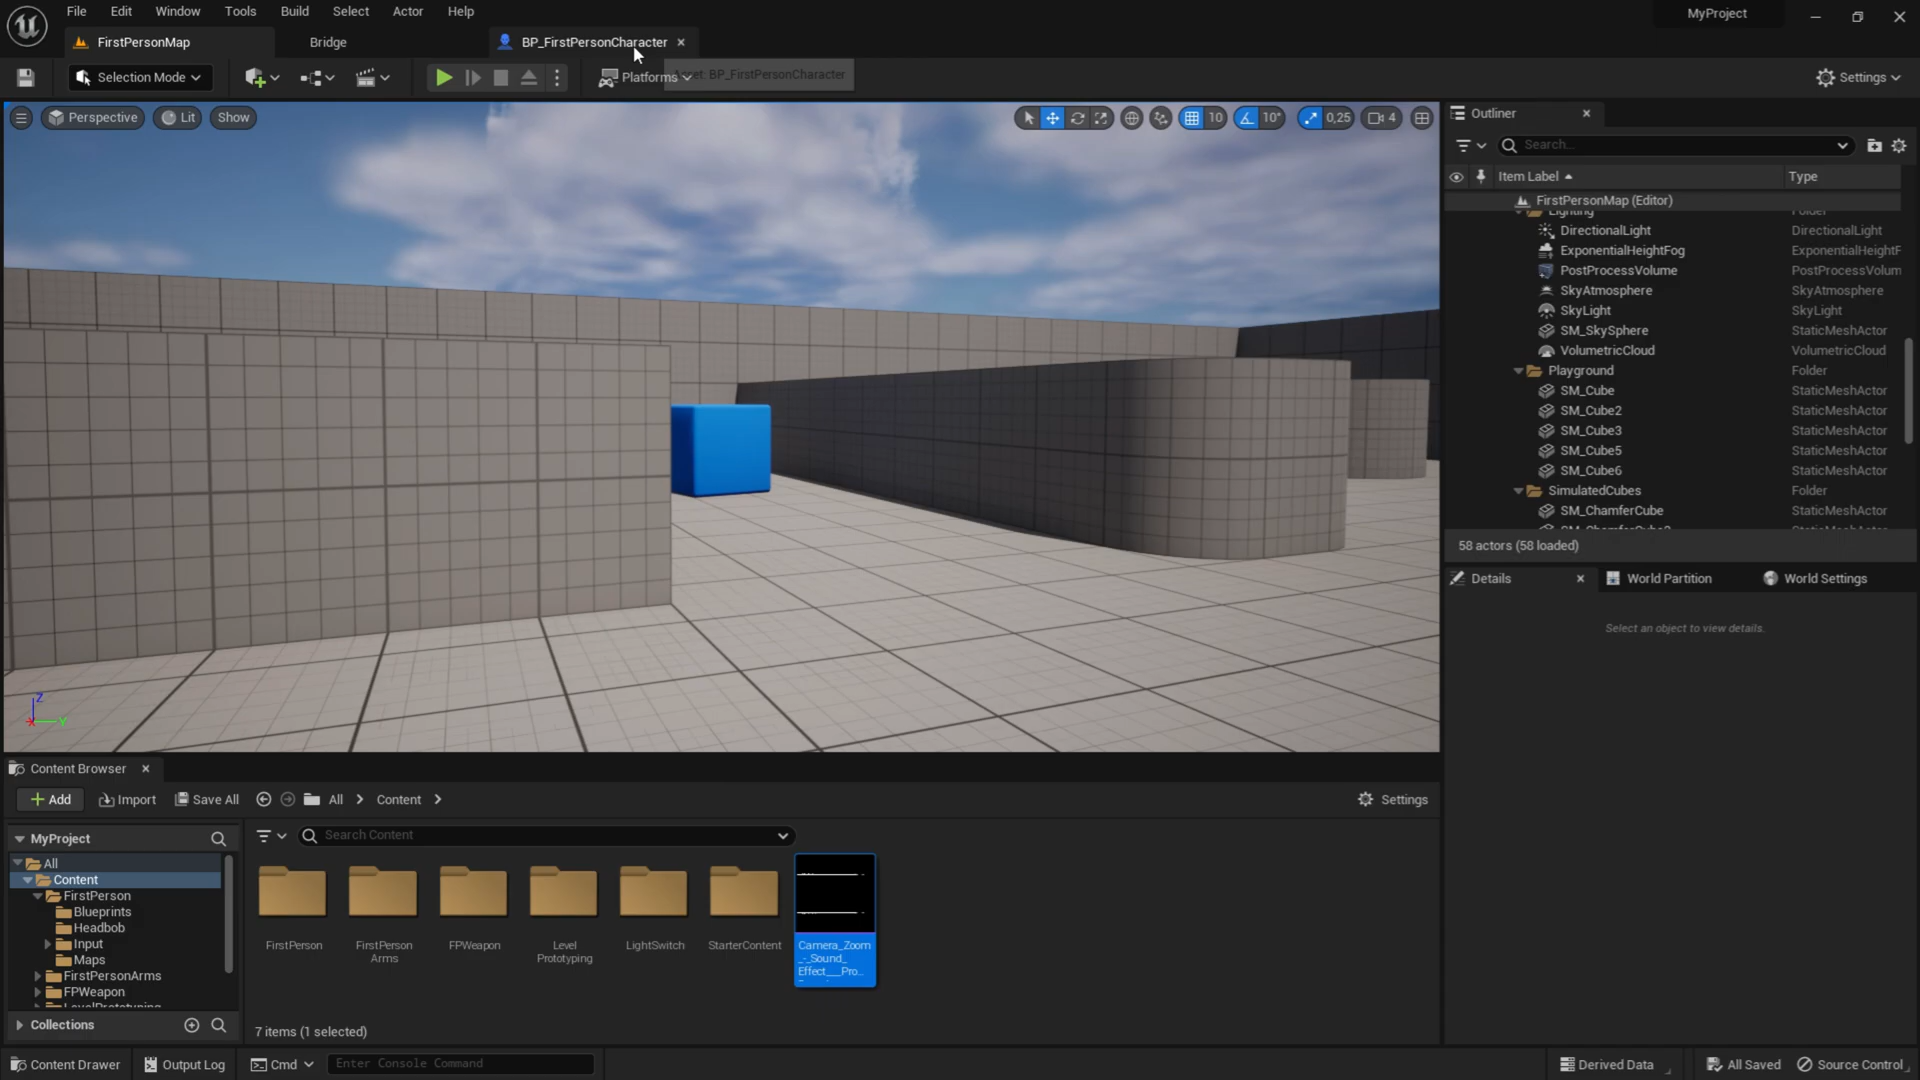 File Edit Window Tools Build Select Actor Help
MyProject
FirstPersonMap Bridge BP_FirstPersonCharacter
Selection Mode Platforms Asset: BP_FirstPersonCharacter Settings
Perspective Lit Show 10 10° 0,25 4
Outliner
Search...
Item Label Type
FirstPersonMap (Editor)
Lighting Folder
DirectionalLight DirectionalLight
ExponentialHeightFog ExponentialHeightF
PostProcessVolume PostProcessVolum
SkyAtmosphere SkyAtmosphere
SkyLight SkyLight
SM_SkySphere StaticMeshActor
VolumetricCloud VolumetricCloud
Playground Folder
SM_Cube StaticMeshActor
SM_Cube2 StaticMeshActor
SM_Cube3 StaticMeshActor
SM_Cube5 StaticMeshActor
SM_Cube6 StaticMeshActor
SimulatedCubes Folder
SM_ChamferCube StaticMeshActor
58 actors (58 loaded)
Details World Partition World Settings
Select an object to view details.
Z
X Y
Content Browser
Add Import Save All All Content Settings
MyProject
Search Content
All
Content
FirstPerson
Blueprints
Headbob
Input
Maps
FirstPersonArms
FPWeapon
LevelPrototyping
Collections
FirstPerson
FirstPerson
Arms
FPWeapon
Level
Prototyping
LightSwitch
StarterContent
Camera_Zoom
_-_Sound_
Effect___Pro...
7 items (1 selected)
Content Drawer Output Log Cmd Enter Console Command Derived Data All Saved Source Control